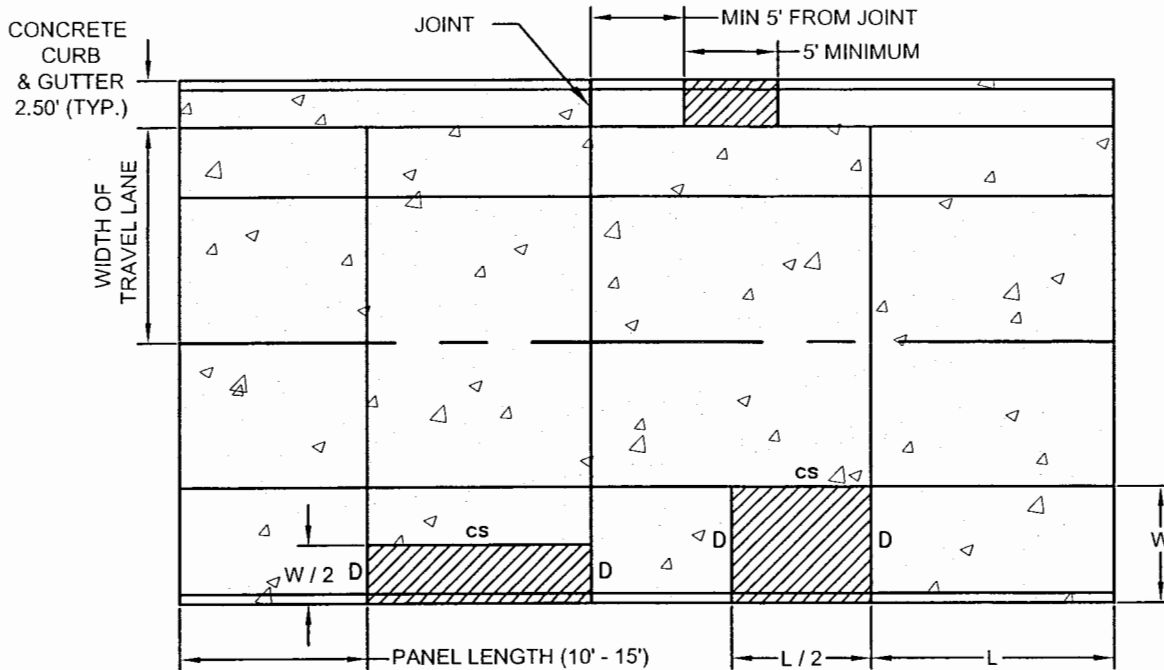 CONCRETE
CURB
& GUTTER
2.50' (TYP.)
JOINT
MIN 5' FROM JOINT
5' MINIMUM
WIDTH OF
TRAVEL LANE
cs
cs
W / 2
D
D
D
D
W
PANEL LENGTH (10' - 15')
L / 2
L